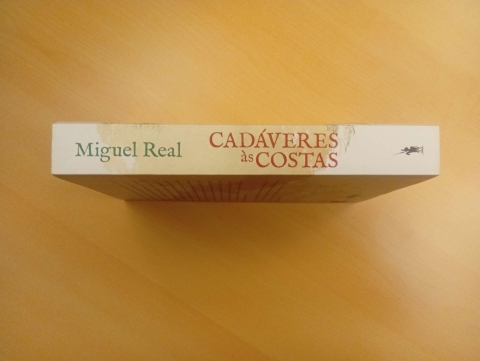 Miguel Real
CADÁVERES
às COSTAS